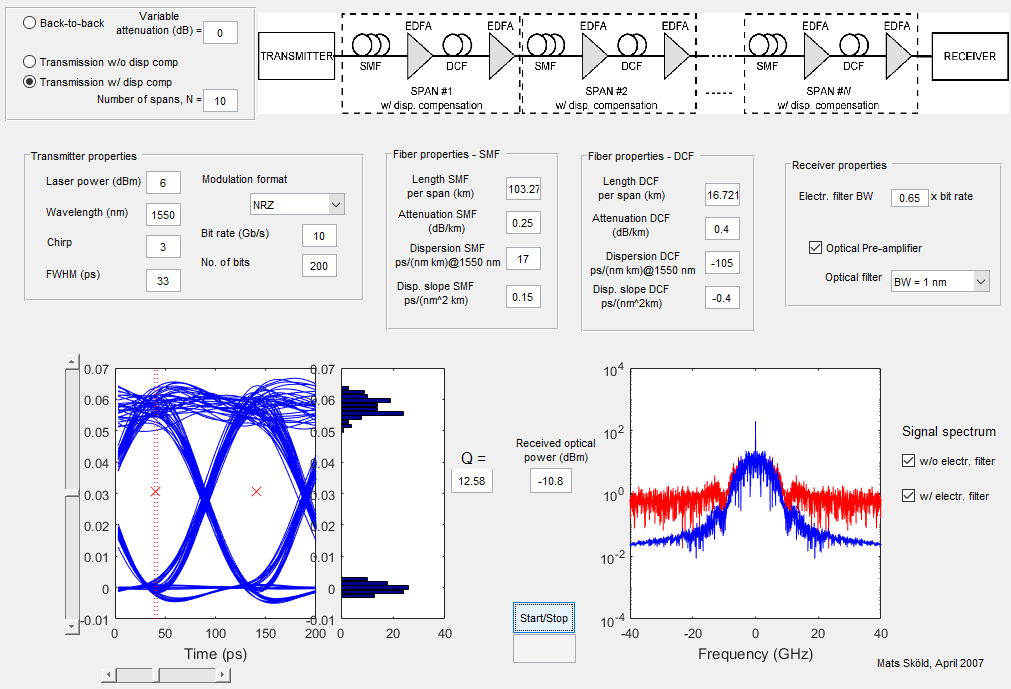 Back-to-back
Variable
attenuation (dB) =
0
Transmission w/o disp comp
Transmission w/ disp comp
Number of spans, N =
10
TRANSMITTER
SMF
EDFA
DCF
EDFA
SPAN #1
w/ disp. compensation
SMF
EDFA
DCF
EDFA
SPAN #2
w/ disp. compensation
SMF
EDFA
DCF
EDFA
SPAN #N
w/ disp. compensation
RECEIVER
Transmitter properties
Laser power (dBm)
6
Wavelength (nm)
1550
Chirp
3
FWHM (ps)
33
Modulation format
NRZ
Bit rate (Gb/s)
10
No. of bits
200
Fiber properties - SMF
Length SMF
per span (km)
103.27
Attenuation SMF
(dB/km)
0.25
Dispersion SMF
ps/(nm km)@1550 nm
17
Disp. slope SMF
ps/(nm^2 km)
0.15
Fiber properties - DCF
Length DCF
per span (km)
16.721
Attenuation DCF
(dB/km)
0.4
Dispersion DCF
ps/(nm km)@1550 nm
-105
Disp. slope DCF
ps/(nm^2km)
-0.4
Receiver properties
Electr. filter BW
0.65
x bit rate
Optical Pre-amplifier
Optical filter
BW = 1 nm
0.07
0.06
0.05
0.04
0.03
0.02
0.01
0
-0.01
0
50
100
150
200
Time (ps)
0.07
0.06
0.05
0.04
0.03
0.02
0.01
0
-0.01
0
20
40
Q =
12.58
Received optical
power (dBm)
-10.8
Start/Stop
10^4
10^2
10^0
10^-2
10^-4
-40
-20
0
20
40
Frequency (GHz)
Signal spectrum
w/o electr. filter
w/ electr. filter
Mats Sköld, April 2007